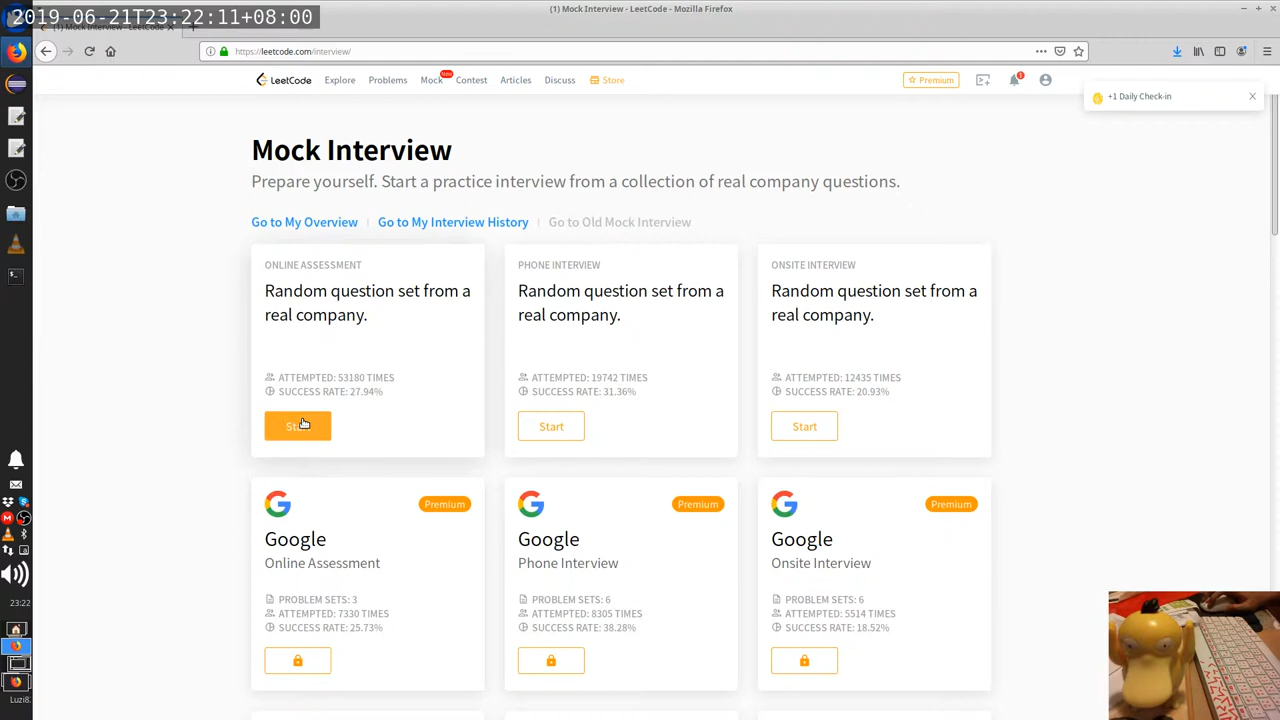 2019-06-21T23:22:11+08:00
(1) Mock Interview - LeetCode - Mozilla Firefox
(1) Mock Interview - LeetCode
https://leetcode.com/interview/
LeetCode Explore Problems Mock New Contest Articles Discuss Store Premium 1
+1 Daily Check-in
Mock Interview
Prepare yourself. Start a practice interview from a collection of real company questions.
Go to My Overview Go to My Interview History Go to Old Mock Interview
ONLINE ASSESSMENT
Random question set from a
real company.
ATTEMPTED: 53180 TIMES
SUCCESS RATE: 27.94%
PHONE INTERVIEW
Random question set from a
real company.
ATTEMPTED: 19742 TIMES
SUCCESS RATE: 31.36%
Start
ONSITE INTERVIEW
Random question set from a
real company.
ATTEMPTED: 12435 TIMES
SUCCESS RATE: 20.93%
Start
Premium
Google
Online Assessment
PROBLEM SETS: 3
ATTEMPTED: 7330 TIMES
SUCCESS RATE: 25.73%
Premium
Google
Phone Interview
PROBLEM SETS: 6
ATTEMPTED: 8305 TIMES
SUCCESS RATE: 38.28%
Premium
Google
Onsite Interview
PROBLEM SETS: 6
ATTEMPTED: 5514 TIMES
SUCCESS RATE: 18.52%
23:22